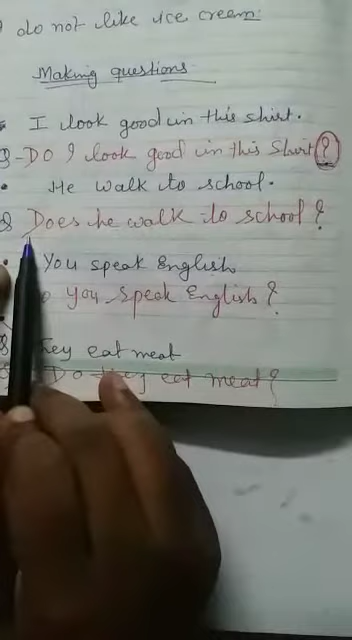 I do not like ice cream.
Making questions
I look good in this shirt.
Q - DO I look good in this Shirt?
He walk to school.
Q Does he walk to school?
You speak English
you speak English?
They eat meat
Do they eat meat?